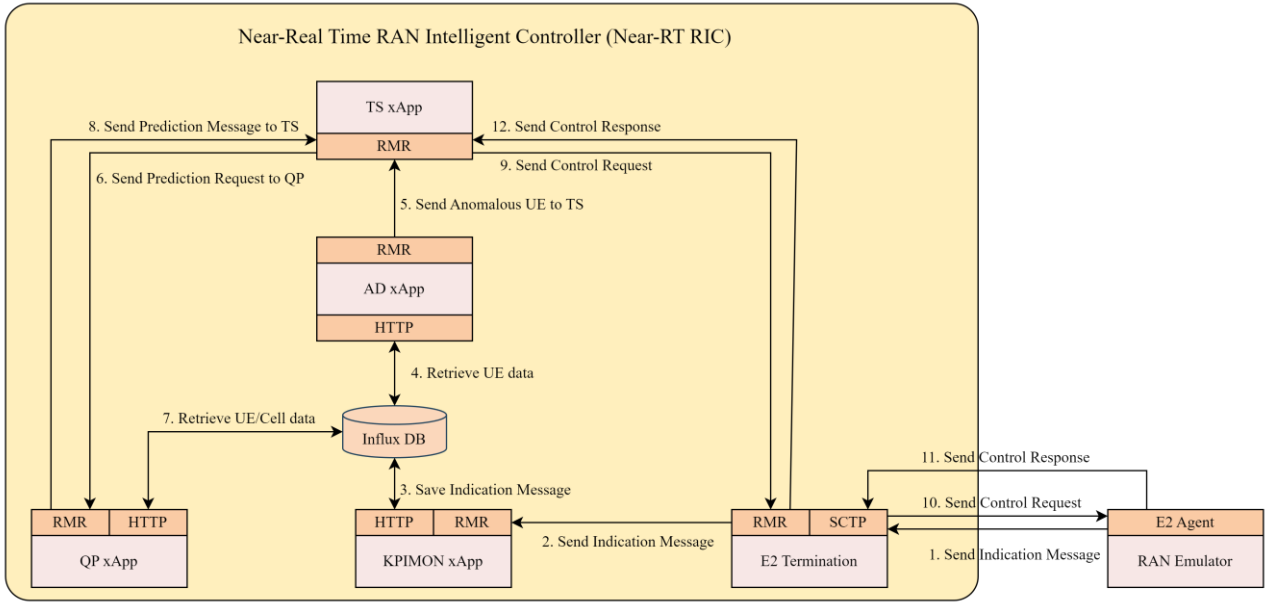 Near-Real Time RAN Intelligent Controller (Near-RT RIC)
TS xApp
RMR
8. Send Prediction Message to TS
12. Send Control Response
6. Send Prediction Request to QP
9. Send Control Request
5. Send Anomalous UE to TS
RMR
AD xApp
HTTP
4. Retrieve UE data
7. Retrieve UE/Cell data
Influx DB
3. Save Indication Message
11. Send Control Response
10. Send Control Request
RMR
HTTP
QP xApp
HTTP
RMR
KPIMON xApp
2. Send Indication Message
RMR
SCTP
E2 Termination
1. Send Indication Message
E2 Agent
RAN Emulator